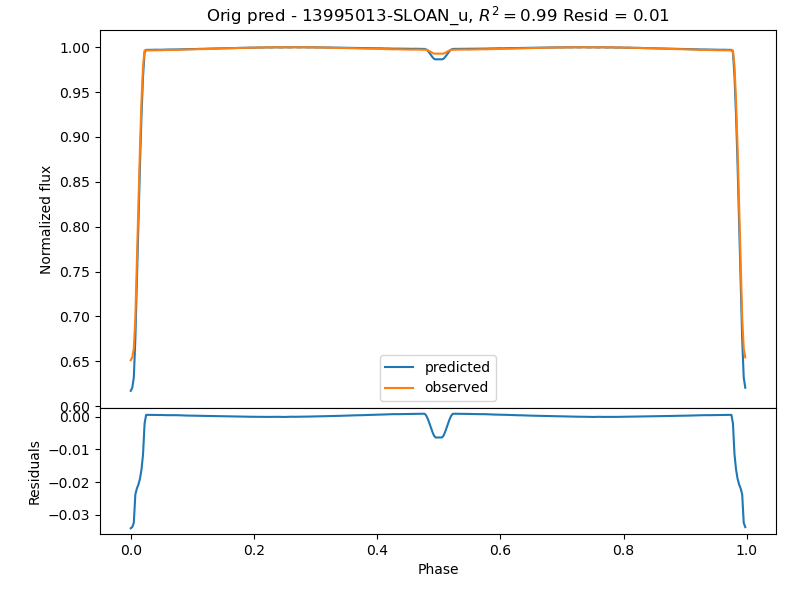 Orig pred - 13995013-SLOAN_u, R² = 0.99 Resid = 0.01
1.00
0.95
0.90
0.85
0.80
0.75
0.70
0.65
0.60
Normalized flux
predicted
observed
0.00
−0.01
−0.02
−0.03
Residuals
0.0 0.2 0.4 0.6 0.8 1.0
Phase